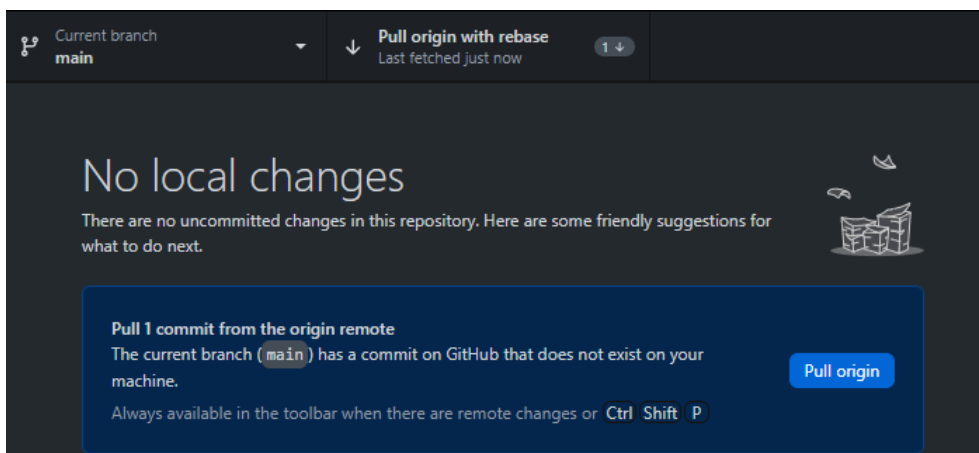 Current branch
main
Pull origin with rebase
Last fetched just now
1
No local changes
There are no uncommitted changes in this repository. Here are some friendly suggestions for
what to do next.
Pull 1 commit from the origin remote
The current branch ( main ) has a commit on GitHub that does not exist on your
machine.
Pull origin
Always available in the toolbar when there are remote changes or Ctrl Shift P